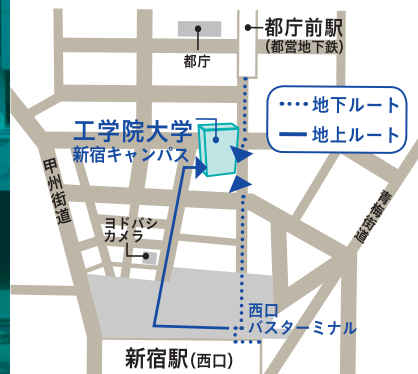 都庁前駅
(都営地下鉄)
都庁
地下ルート
地上ルート
工学院大学
新宿キャンパス
甲州街道
青梅街道
ヨドバシ
カメラ
西口
バスターミナル
新宿駅(西口)